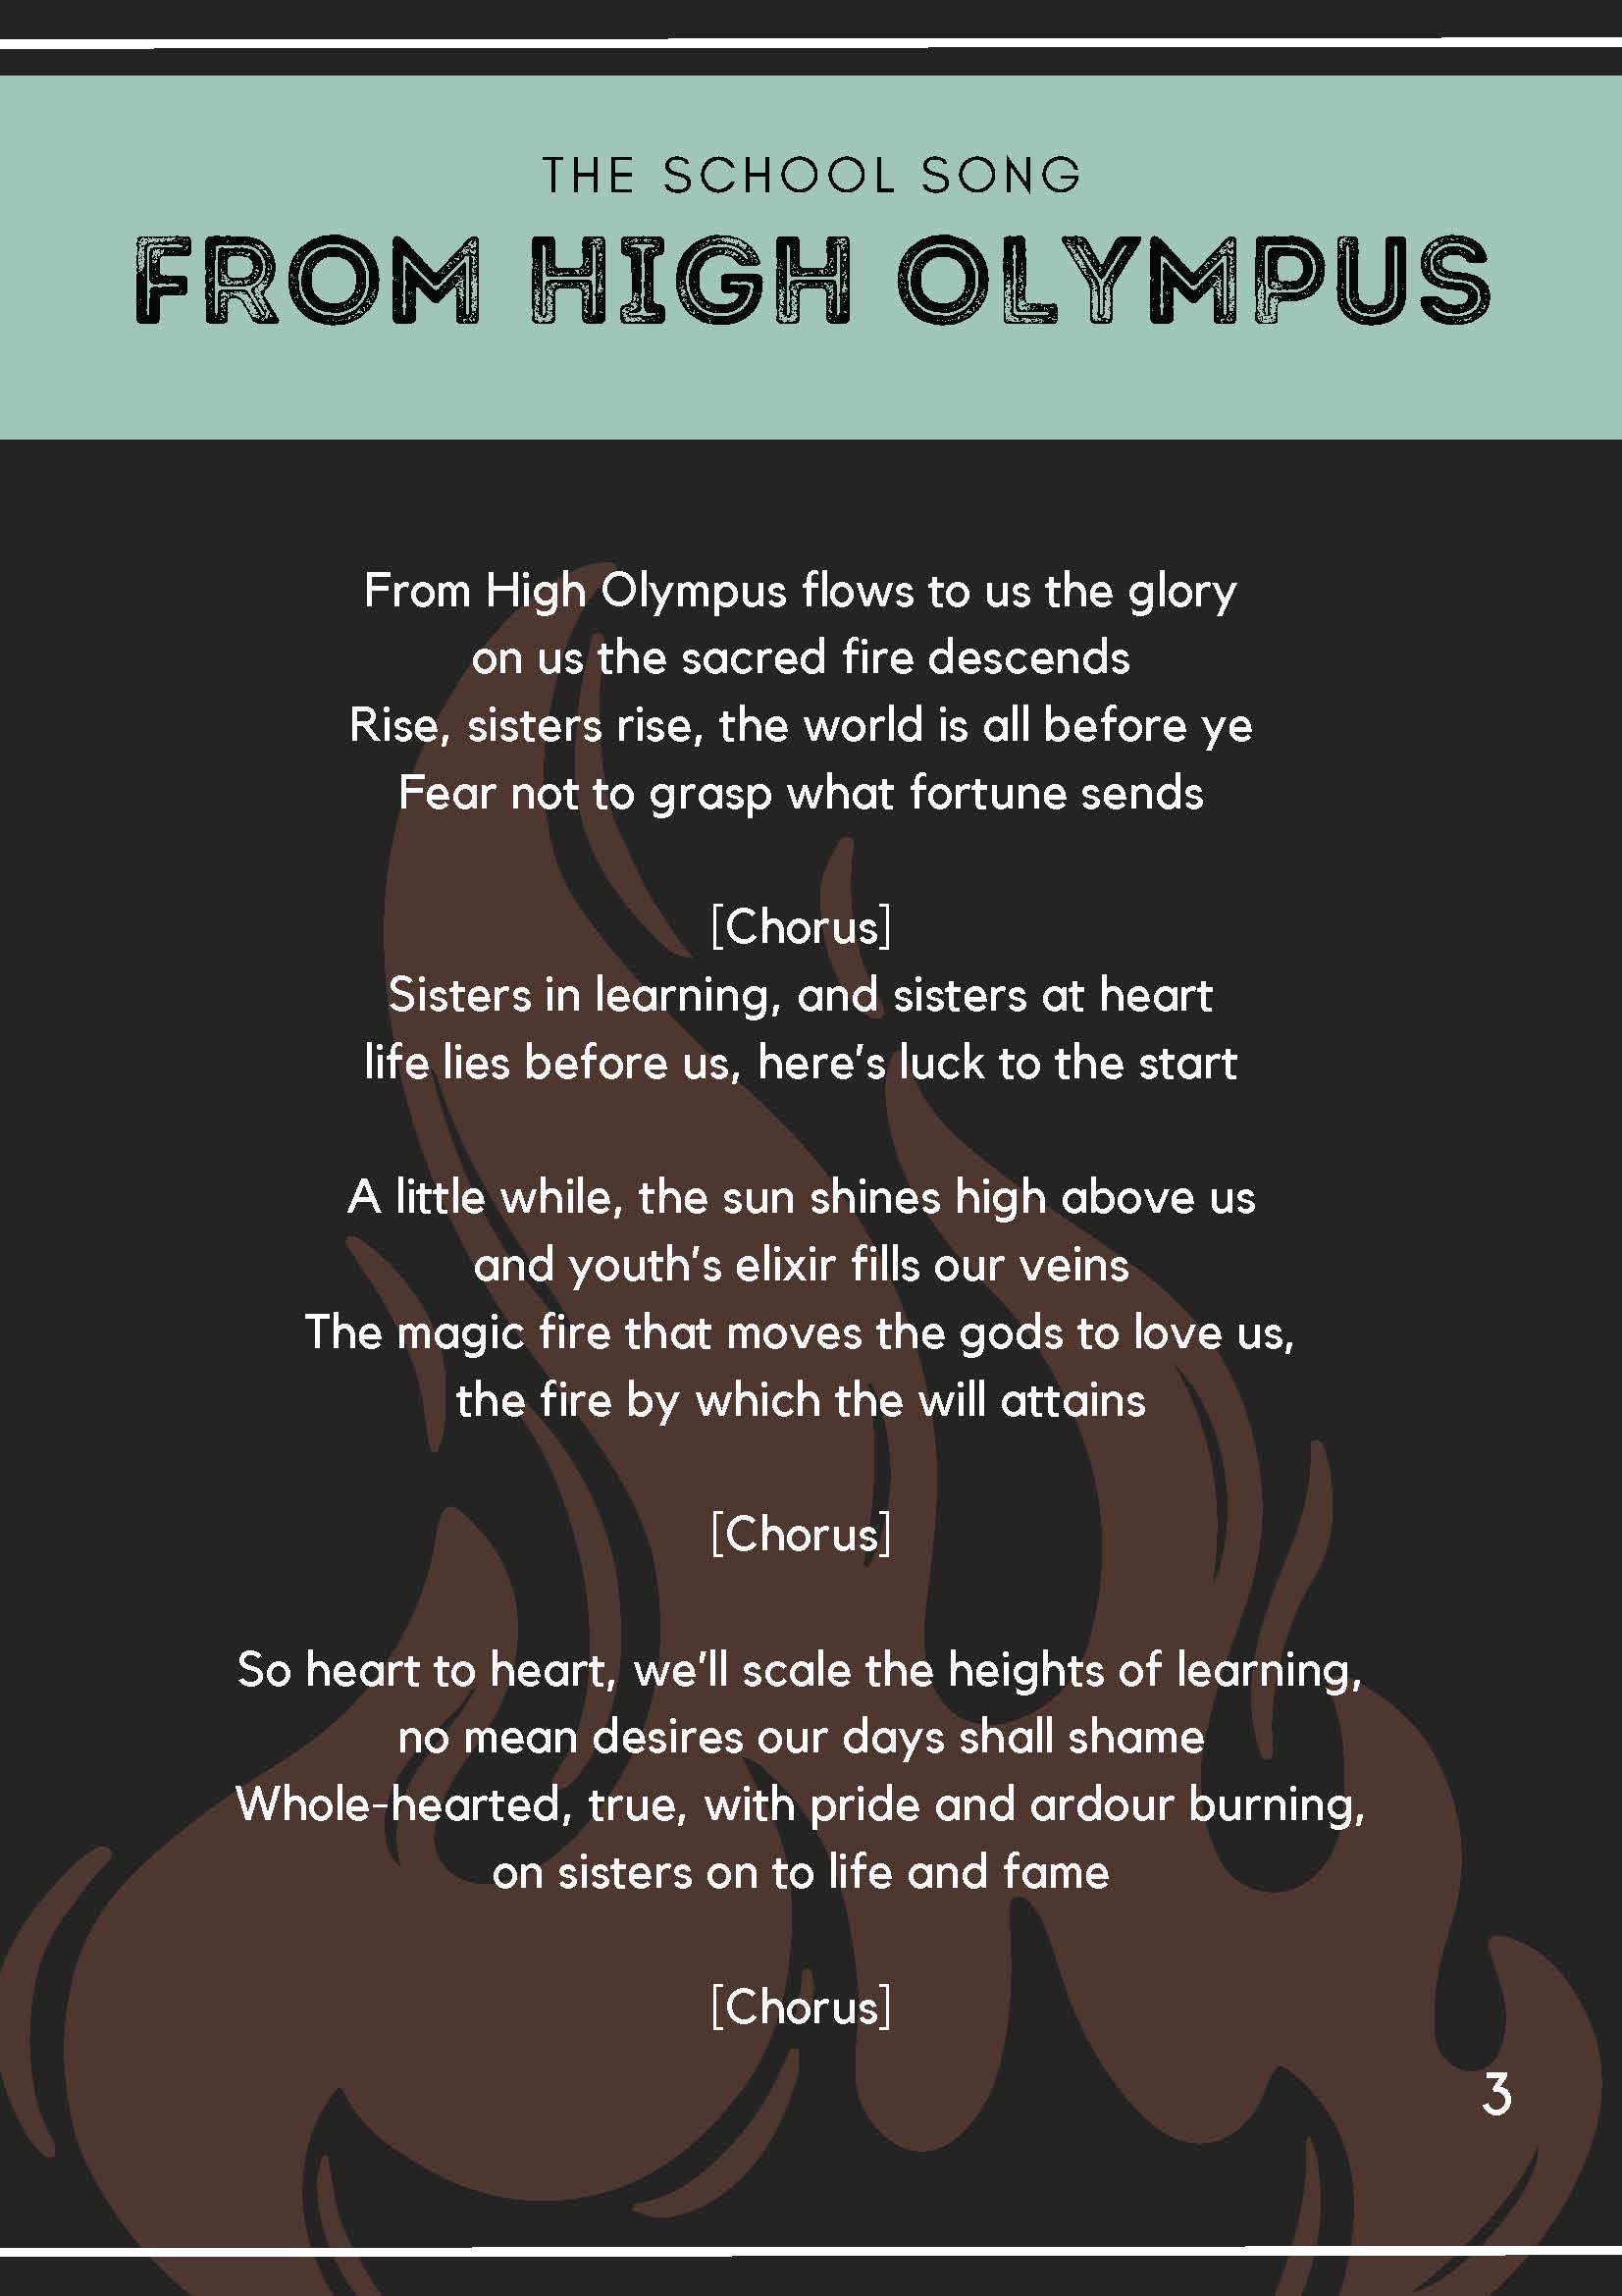 THE SCHOOL SONG
FROM HIGH OLYMPUS
From High Olympus flows to us the glory
on us the sacred fire descends
Rise, sisters rise, the world is all before ye
Fear not to grasp what fortune sends
[Chorus]
Sisters in learning, and sisters at heart
life lies before us, here's luck to the start
A little while, the sun shines high above us
and youth's elixir fills our veins
The magic fire that moves the gods to love us,
the fire by which the will attains
[Chorus]
So heart to heart, we'll scale the heights of learning,
no mean desires our days shall shame
Whole-hearted, true, with pride and ardour burning,
on sisters on to life and fame
[Chorus]
3